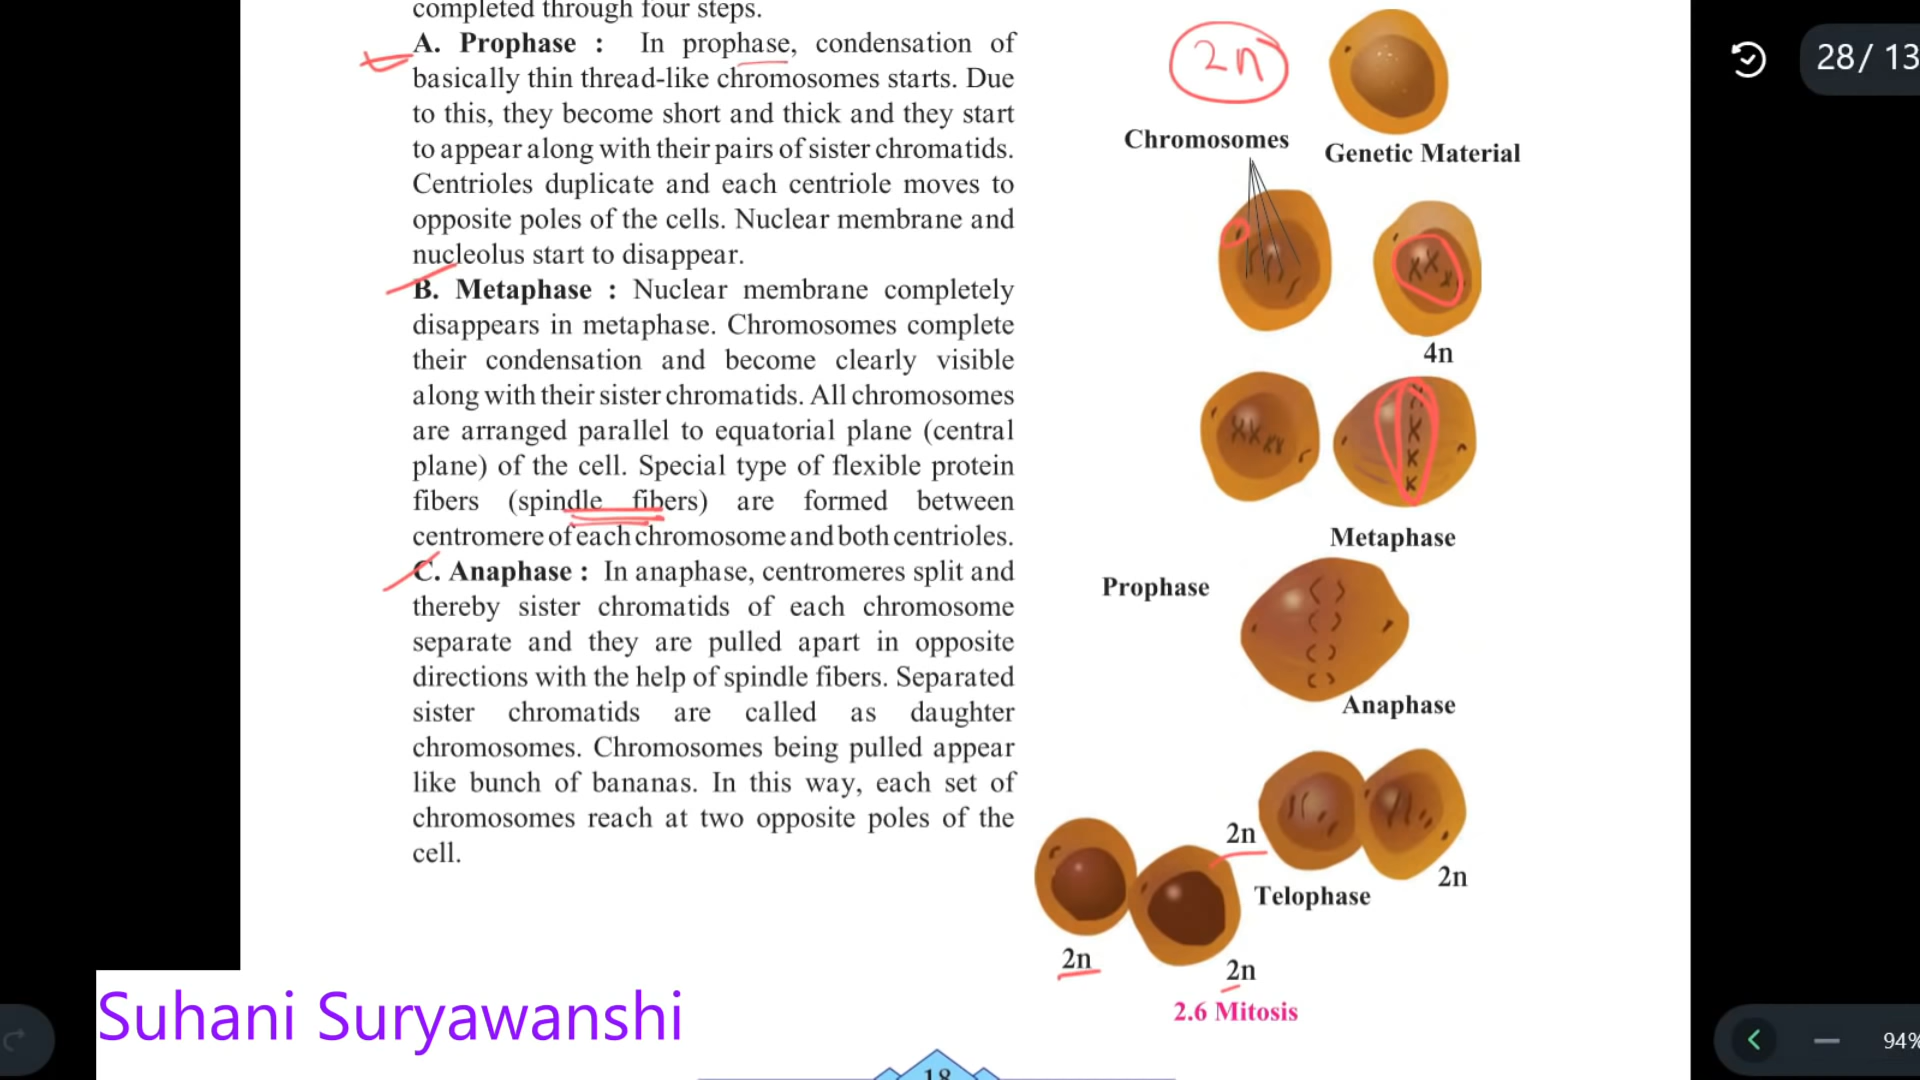 completed through four steps.
A. Prophase : In prophase, condensation of
basically thin thread-like chromosomes starts. Due
to this, they become short and thick and they start
to appear along with their pairs of sister chromatids.
Centrioles duplicate and each centriole moves to
opposite poles of the cells. Nuclear membrane and
nucleolus start to disappear.
B. Metaphase : Nuclear membrane completely
disappears in metaphase. Chromosomes complete
their condensation and become clearly visible
along with their sister chromatids. All chromosomes
are arranged parallel to equatorial plane (central
plane) of the cell. Special type of flexible protein
fibers (spindle fibers) are formed between
centromere of each chromosome and both centrioles.
C. Anaphase : In anaphase, centromeres split and
thereby sister chromatids of each chromosome
separate and they are pulled apart in opposite
directions with the help of spindle fibers. Separated
sister chromatids are called as daughter
chromosomes. Chromosomes being pulled appear
like bunch of bananas. In this way, each set of
chromosomes reach at two opposite poles of the
cell.
2n
Chromosomes
Genetic Material
4n
Metaphase
Prophase
Anaphase
2n
2n
Telophase
2n
2n
2.6 Mitosis
18
Suhani Suryawanshi
28/ 13
94%